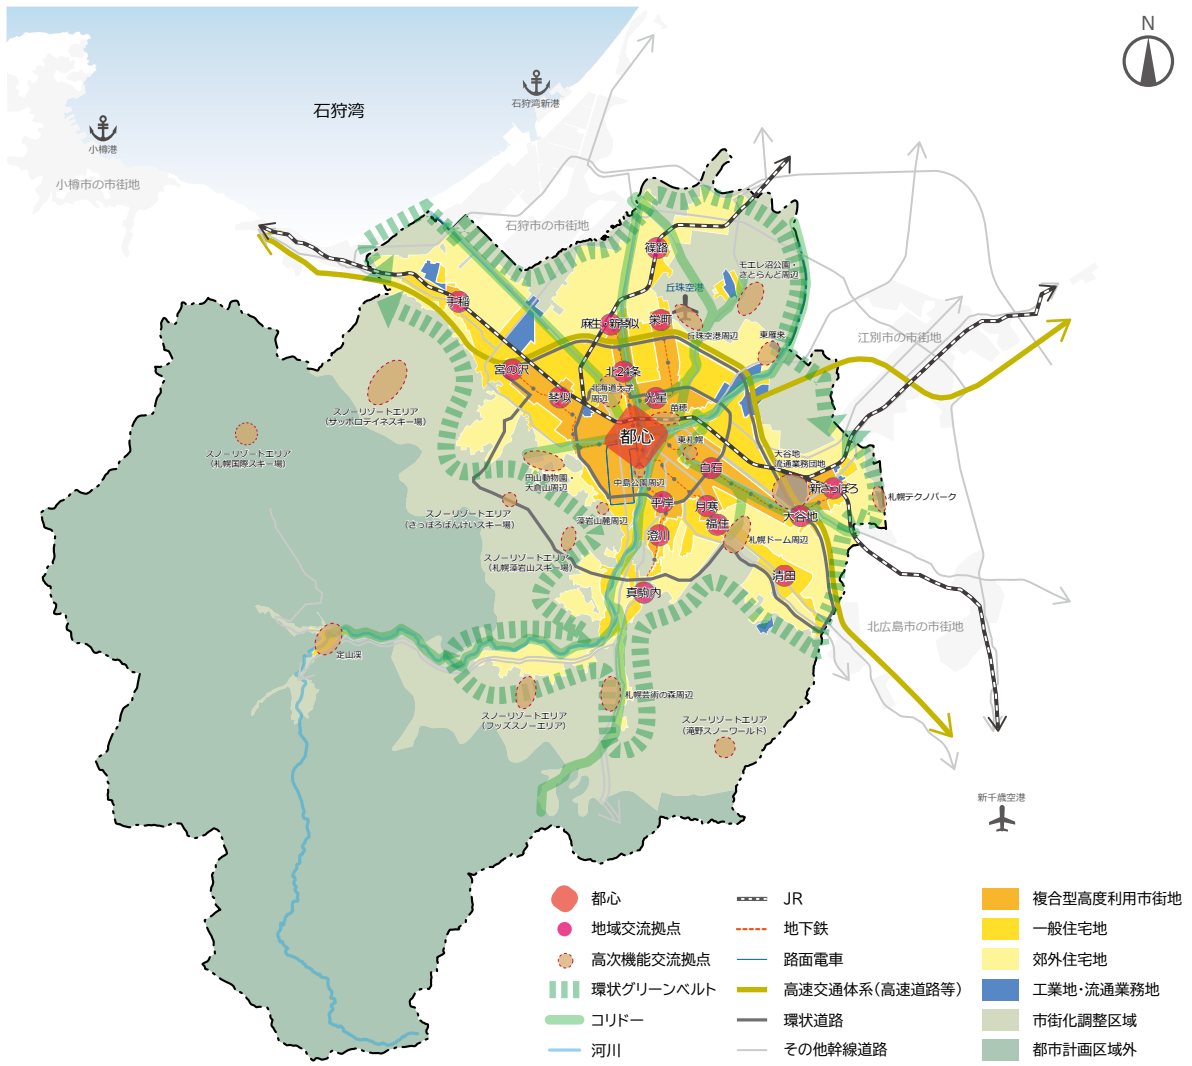 N
石狩湾
石狩湾新港
小樽港
小樽市の市街地
石狩市の市街地
篠路
モエレ沼公園・
さとらんど周辺
丘珠空港
手稲
麻生・新琴似
栄町
丘珠空港周辺
東雁来
江別市の市街地
宮の沢
北24条
北海道大学
周辺
琴似
光星
苗穂
スノーリゾートエリア
(サッポロテイネスキー場)
都心
東札幌
スノーリゾートエリア
(札幌国際スキー場)
大谷地
流通業務団地
白石
円山動物園・
大倉山周辺
中島公園周辺
新さっぽろ
札幌テクノパーク
平岸
月寒
大谷地
スノーリゾートエリア
(さっぽろばんけいスキー場)
藻岩山麓周辺
福住
澄川
札幌ドーム周辺
スノーリゾートエリア
(札幌藻岩山スキー場)
清田
真駒内
北広島市の市街地
定山渓
札幌芸術の森周辺
スノーリゾートエリア
(フッズスノーエリア)
スノーリゾートエリア
(滝野スノーワールド)
新千歳空港
都心
地域交流拠点
高次機能交流拠点
環状グリーンベルト
コリドー
河川
JR
地下鉄
路面電車
高速交通体系(高速道路等)
環状道路
その他幹線道路
複合型高度利用市街地
一般住宅地
郊外住宅地
工業地・流通業務地
市街化調整区域
都市計画区域外